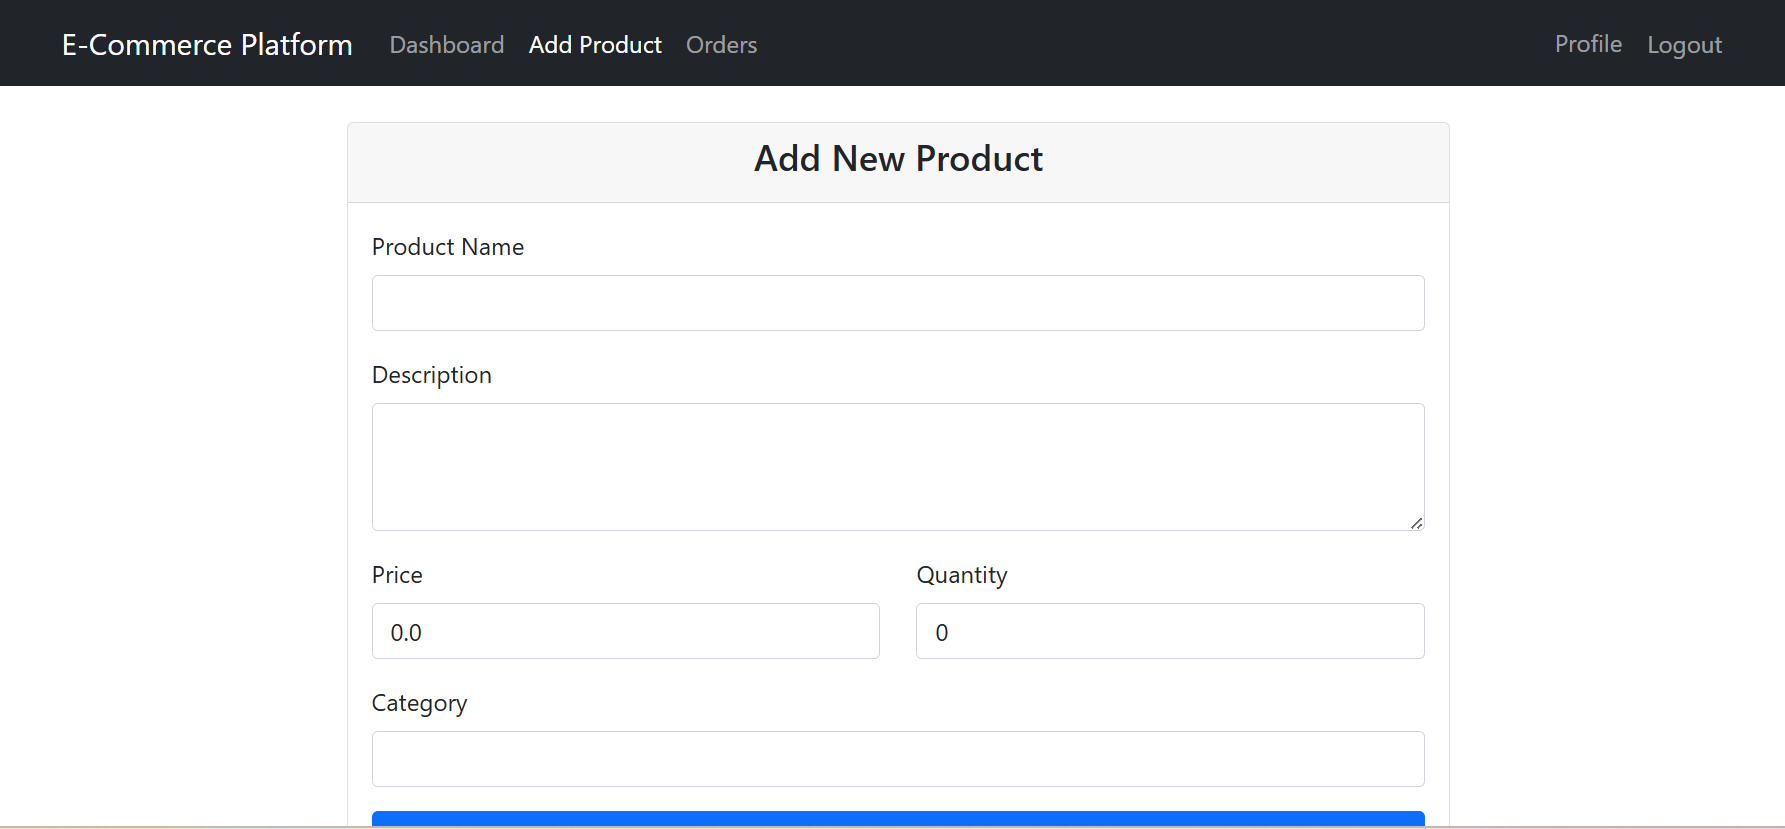 E-Commerce Platform Dashboard Add Product Orders Profile Logout
Add New Product
Product Name
Description
Price Quantity
0.0 0
Category